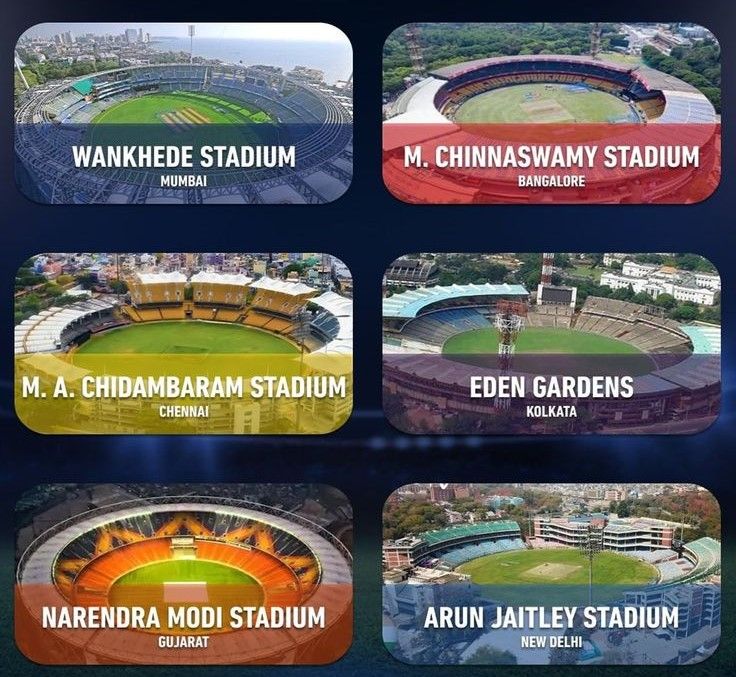 WANKHEDE STADIUM
MUMBAI
M. CHINNASWAMY STADIUM
BANGALORE
M. A. CHIDAMBARAM STADIUM
CHENNAI
EDEN GARDENS
KOLKATA
NARENDRA MODI STADIUM
GUJARAT
ARUN JAITLEY STADIUM
NEW DELHI